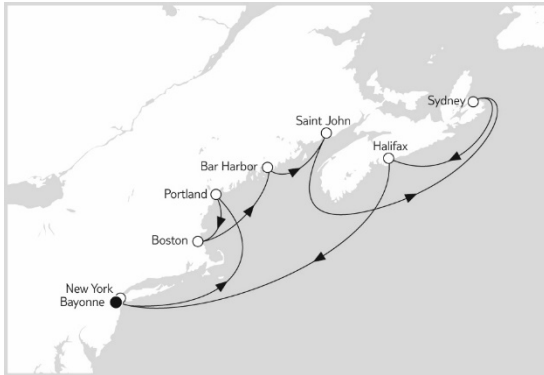 Sydney
Saint John
Halifax
Bar Harbor
Portland
Boston
New York
Bayonne